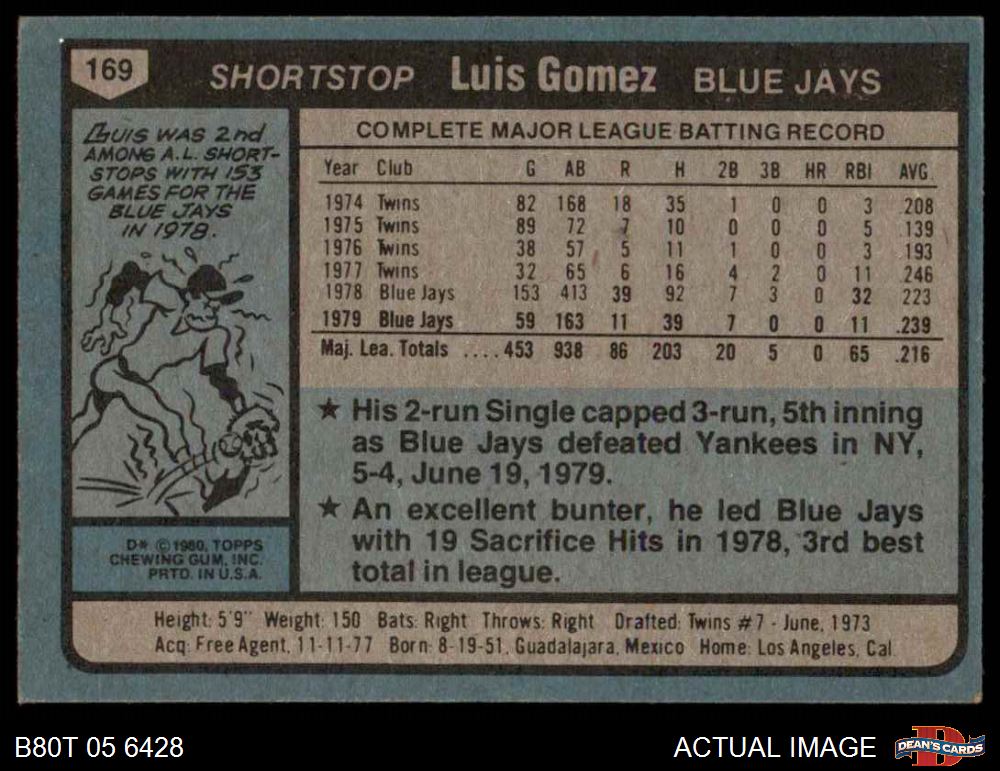 169
SHORTSTOP Luis Gomez BLUE JAYS
LUIS WAS 2nd
AMONG A.L. SHORT-
STOPS WITH 153
GAMES FOR THE
BLUE JAYS
IN 1978.
D* © 1980, TOPPS
CHEWING GUM, INC.
PRTD. IN U.S.A.
COMPLETE MAJOR LEAGUE BATTING RECORD
Year Club G AB R H 2B 3B HR RBI AVG.
1974 Twins 82 168 18 35 1 0 0 3 .208
1975 Twins 89 72 7 10 0 0 0 5 .139
1976 Twins 38 57 5 11 1 0 0 3 .193
1977 Twins 32 65 6 16 4 2 0 11 .246
1978 Blue Jays 153 413 39 92 7 3 0 32 .223
1979 Blue Jays 59 163 11 39 7 0 0 11 .239
Maj. Lea. Totals ....453 938 86 203 20 5 0 65 .216
★ His 2-run Single capped 3-run, 5th inning
as Blue Jays defeated Yankees in NY,
5-4, June 19, 1979.
★ An excellent bunter, he led Blue Jays
with 19 Sacrifice Hits in 1978, 3rd best
total in league.
Height: 5'9" Weight: 150 Bats: Right Throws: Right Drafted: Twins #7 - June, 1973
Acq: Free Agent, 11-11-77 Born: 8-19-51, Guadalajara, Mexico Home: Los Angeles, Cal.
B80T 05 6428
ACTUAL IMAGE
D
DEAN'S CARDS